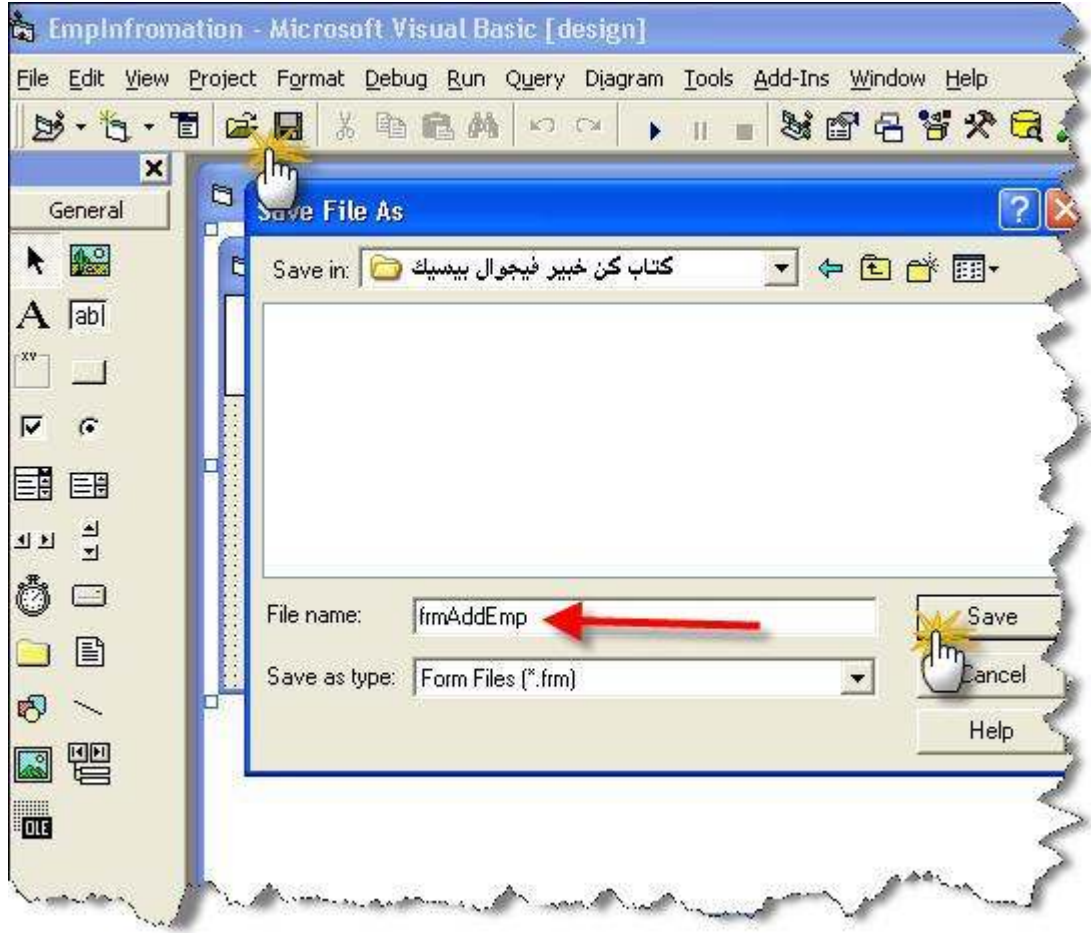 EmpInfromation - Microsoft Visual Basic [design]
File Edit View Project Format Debug Run Query Diagram Tools Add-Ins Window Help
General
Save File As
Save in: كتاب كن خبير فيجوال بيسيك
A ab
xv
File name: frmAddEmp
Save
Save as type: Form Files (*.frm)
Cancel
Help
OLE